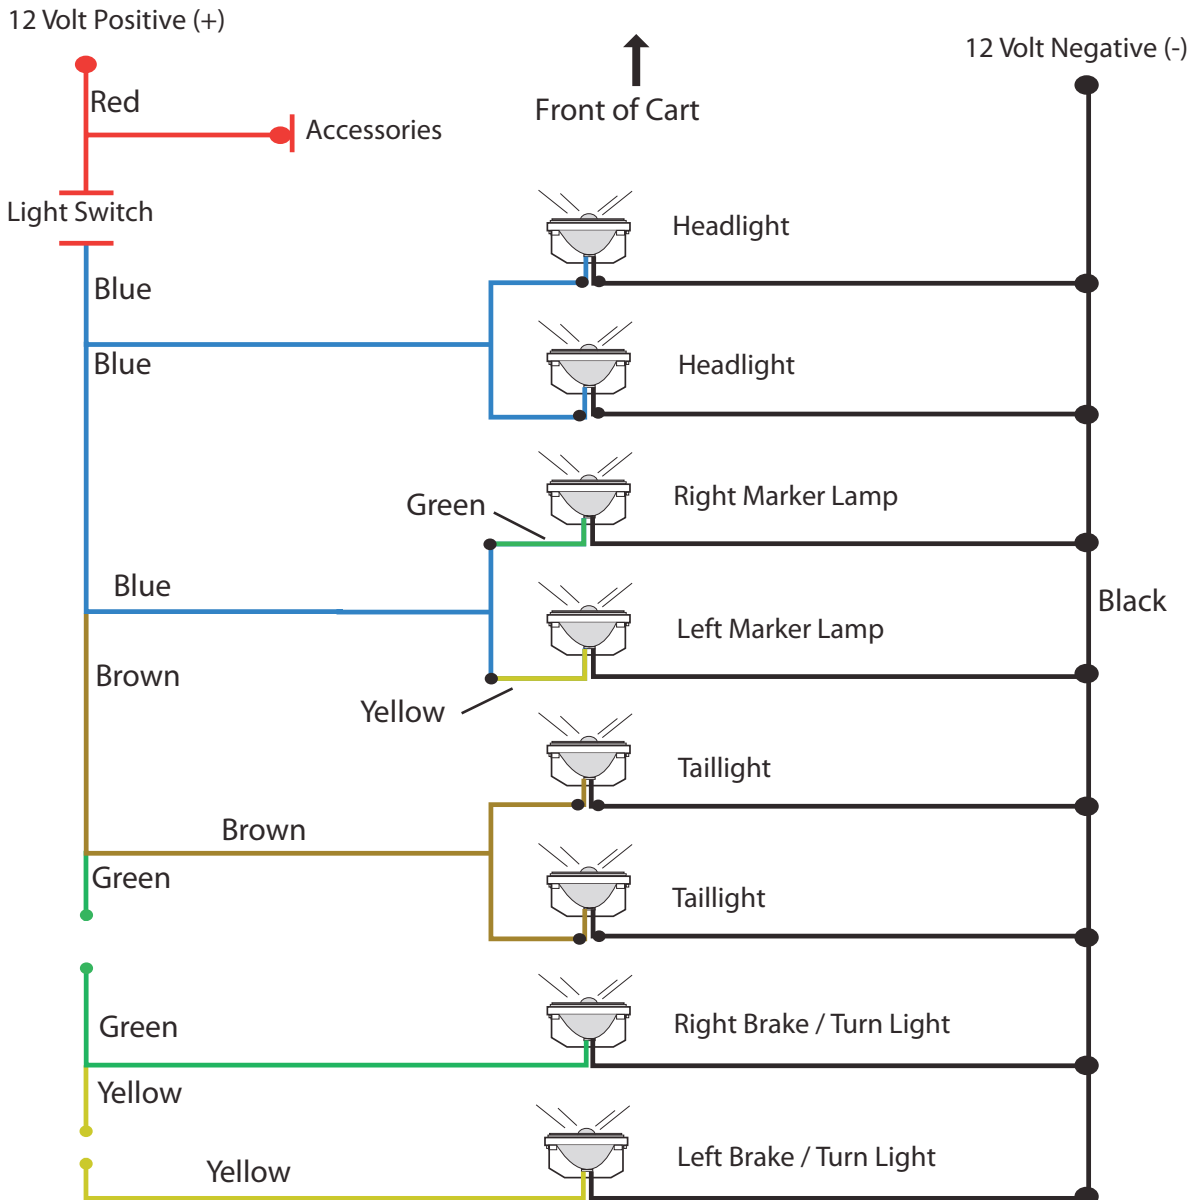 12 Volt Positive (+)
12 Volt Negative (-)
Red
Front of Cart
Accessories
Light Switch
Headlight
Blue
Blue
Headlight
Green
Right Marker Lamp
Blue
Black
Left Marker Lamp
Brown
Yellow
Taillight
Brown
Green
Taillight
Green
Right Brake / Turn Light
Yellow
Yellow
Left Brake / Turn Light